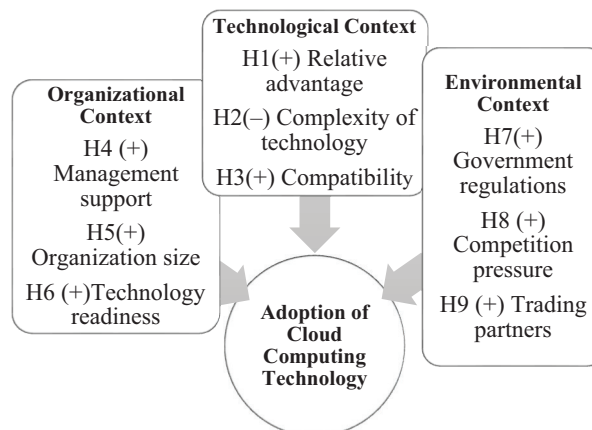 Technological Context
H1(+) Relative
advantage
H2(–) Complexity of
technology
H3(+) Compatibility
Organizational
Context
H4 (+)
Management
support
H5(+)
Organization size
H6 (+)Technology
readiness
Environmental
Context
H7(+)
Government
regulations
H8 (+)
Competition
pressure
H9 (+) Trading
partners
Adoption of
Cloud
Computing
Technology